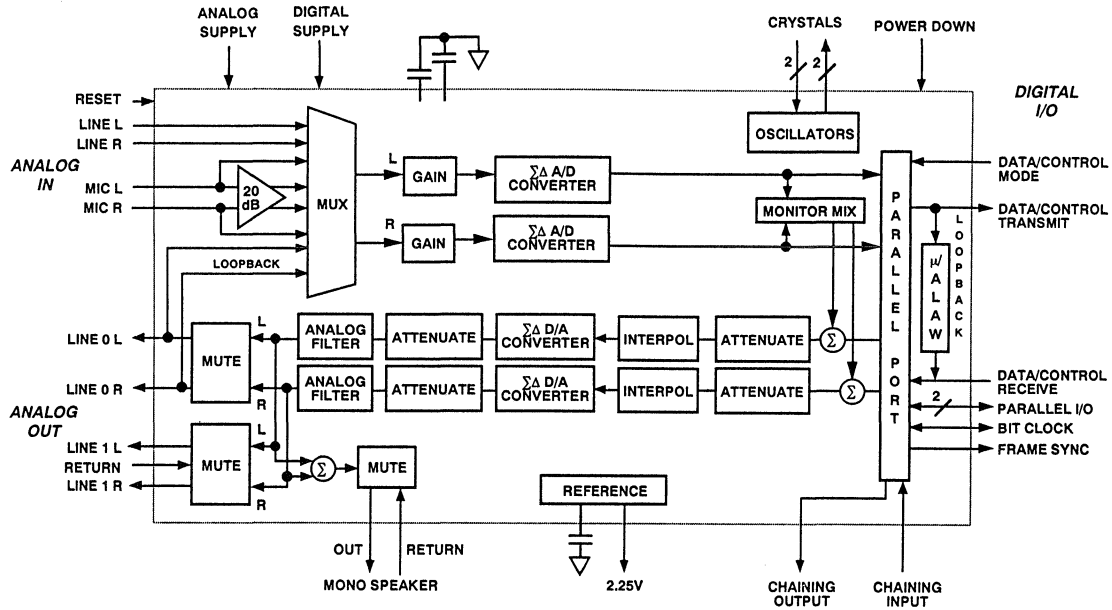 ANALOG
SUPPLY
DIGITAL
SUPPLY
CRYSTALS
2
2
POWER DOWN
DIGITAL
I/O
RESET
LINE L
LINE R
ANALOG
IN
MIC L
MIC R
20
dB
MUX
LOOPBACK
L
GAIN
ΣΔ A/D
CONVERTER
R
GAIN
ΣΔ A/D
CONVERTER
OSCILLATORS
MONITOR MIX
PARALLEL PORT
DATA/CONTROL
MODE
DATA/CONTROL
TRANSMIT
LOOPBACK
μ/
A LAW
LINE 0 L
LINE 0 R
MUTE
L
R
ANALOG
FILTER
ATTENUATE
ΣΔ D/A
CONVERTER
INTERPOL
ATTENUATE
Σ
ANALOG
FILTER
ATTENUATE
ΣΔ D/A
CONVERTER
INTERPOL
ATTENUATE
Σ
DATA/CONTROL
RECEIVE
2
PARALLEL I/O
BIT CLOCK
FRAME SYNC
ANALOG
OUT
LINE 1 L
RETURN
LINE 1 R
MUTE
L
R
Σ
MUTE
REFERENCE
OUT
RETURN
MONO SPEAKER
2.25V
CHAINING
OUTPUT
CHAINING
INPUT